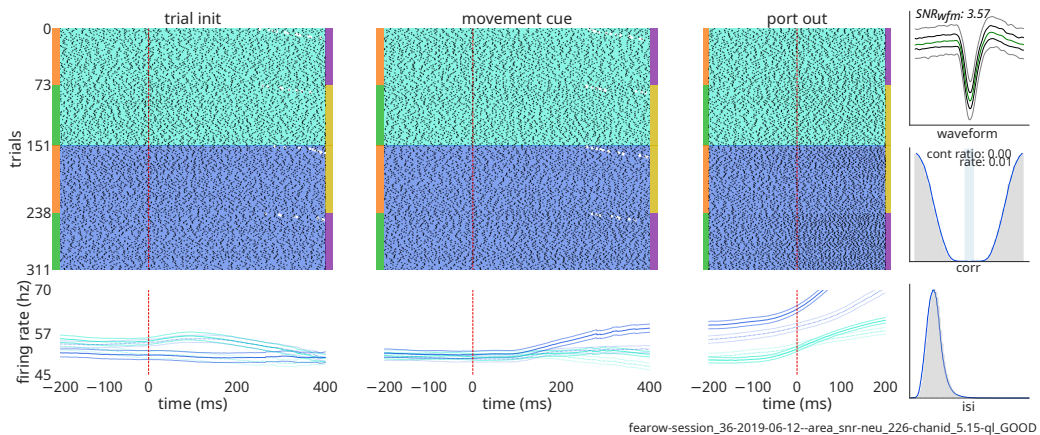 trial init
movement cue
port out
SNRwfm: 3.57
0
73
151
238
311
trials
waveform
cont ratio: 0.00
rate: 0.01
corr
70
57
45
firing rate (hz)
−200 −100 0 200 400
−200 −100 0 200 400
−200 −100 0 100 200
time (ms)
time (ms)
time (ms)
isi
fearow-session_36-2019-06-12--area_snr-neu_226-chanid_5.15-ql_GOOD